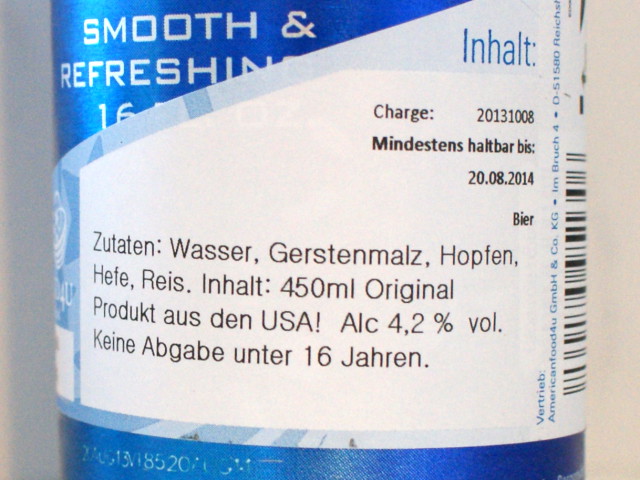 SMOOTH &
REFRESHING
Inhalt:
Charge: 20131008
Mindestens haltbar bis:
20.08.2014
Bier
Zutaten: Wasser, Gerstenmalz, Hopfen,
Hefe, Reis. Inhalt: 450ml Original
Produkt aus den USA! Alc 4,2 % vol.
Keine Abgabe unter 16 Jahren.
Vertrieb:
Americanfood4u GmbH & Co. KG • Im Bruch 4 • D-51580 Reichsh